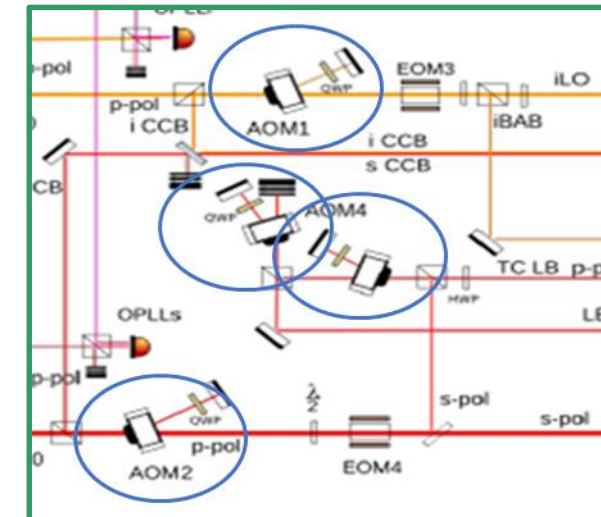 p-pol
EOM3
QWP
iLO
p-pol
i CCB
AOM1
iBAB
i CCB
s CCB
CB
QWP
AOM4
TC LB
HWP
OPLLs
p-pol
λ
2
s-pol
s-pol
QWP
p-pol
AOM2
EOM4